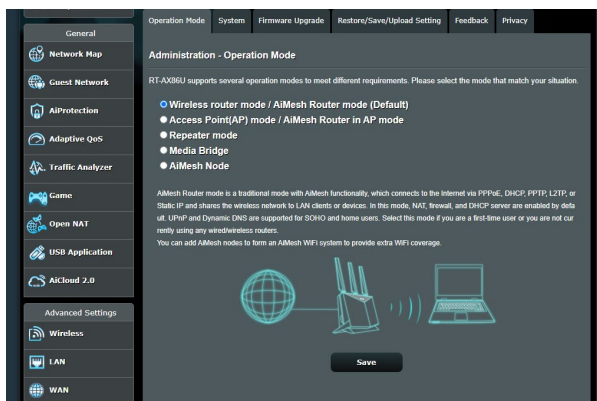 Operation Mode System Firmware Upgrade Restore/Save/Upload Setting Feedback Privacy
General
Network Map
Guest Network
AiProtection
Adaptive QoS
Traffic Analyzer
Game
Open NAT
USB Application
AiCloud 2.0
Advanced Settings
Wireless
LAN
WAN
Administration - Operation Mode
RT-AX86U supports several operation modes to meet different requirements. Please select the mode that match your situation.
Wireless router mode / AiMesh Router mode (Default)
Access Point(AP) mode / AiMesh Router in AP mode
Repeater mode
Media Bridge
AiMesh Node
AiMesh Router mode is a traditional mode with AiMesh functionality, which connects to the Internet via PPPoE, DHCP, PPTP, L2TP, or
Static IP and shares the wireless network to LAN clients or devices. In this mode, NAT, firewall, and DHCP server are enabled by defa
ult. UPnP and Dynamic DNS are supported for SOHO and home users. Select this mode if you are a first-time user or you are not cur
rently using any wired/wireless routers.
You can add AiMesh nodes to form an AiMesh WiFi system to provide extra WiFi coverage.
Save